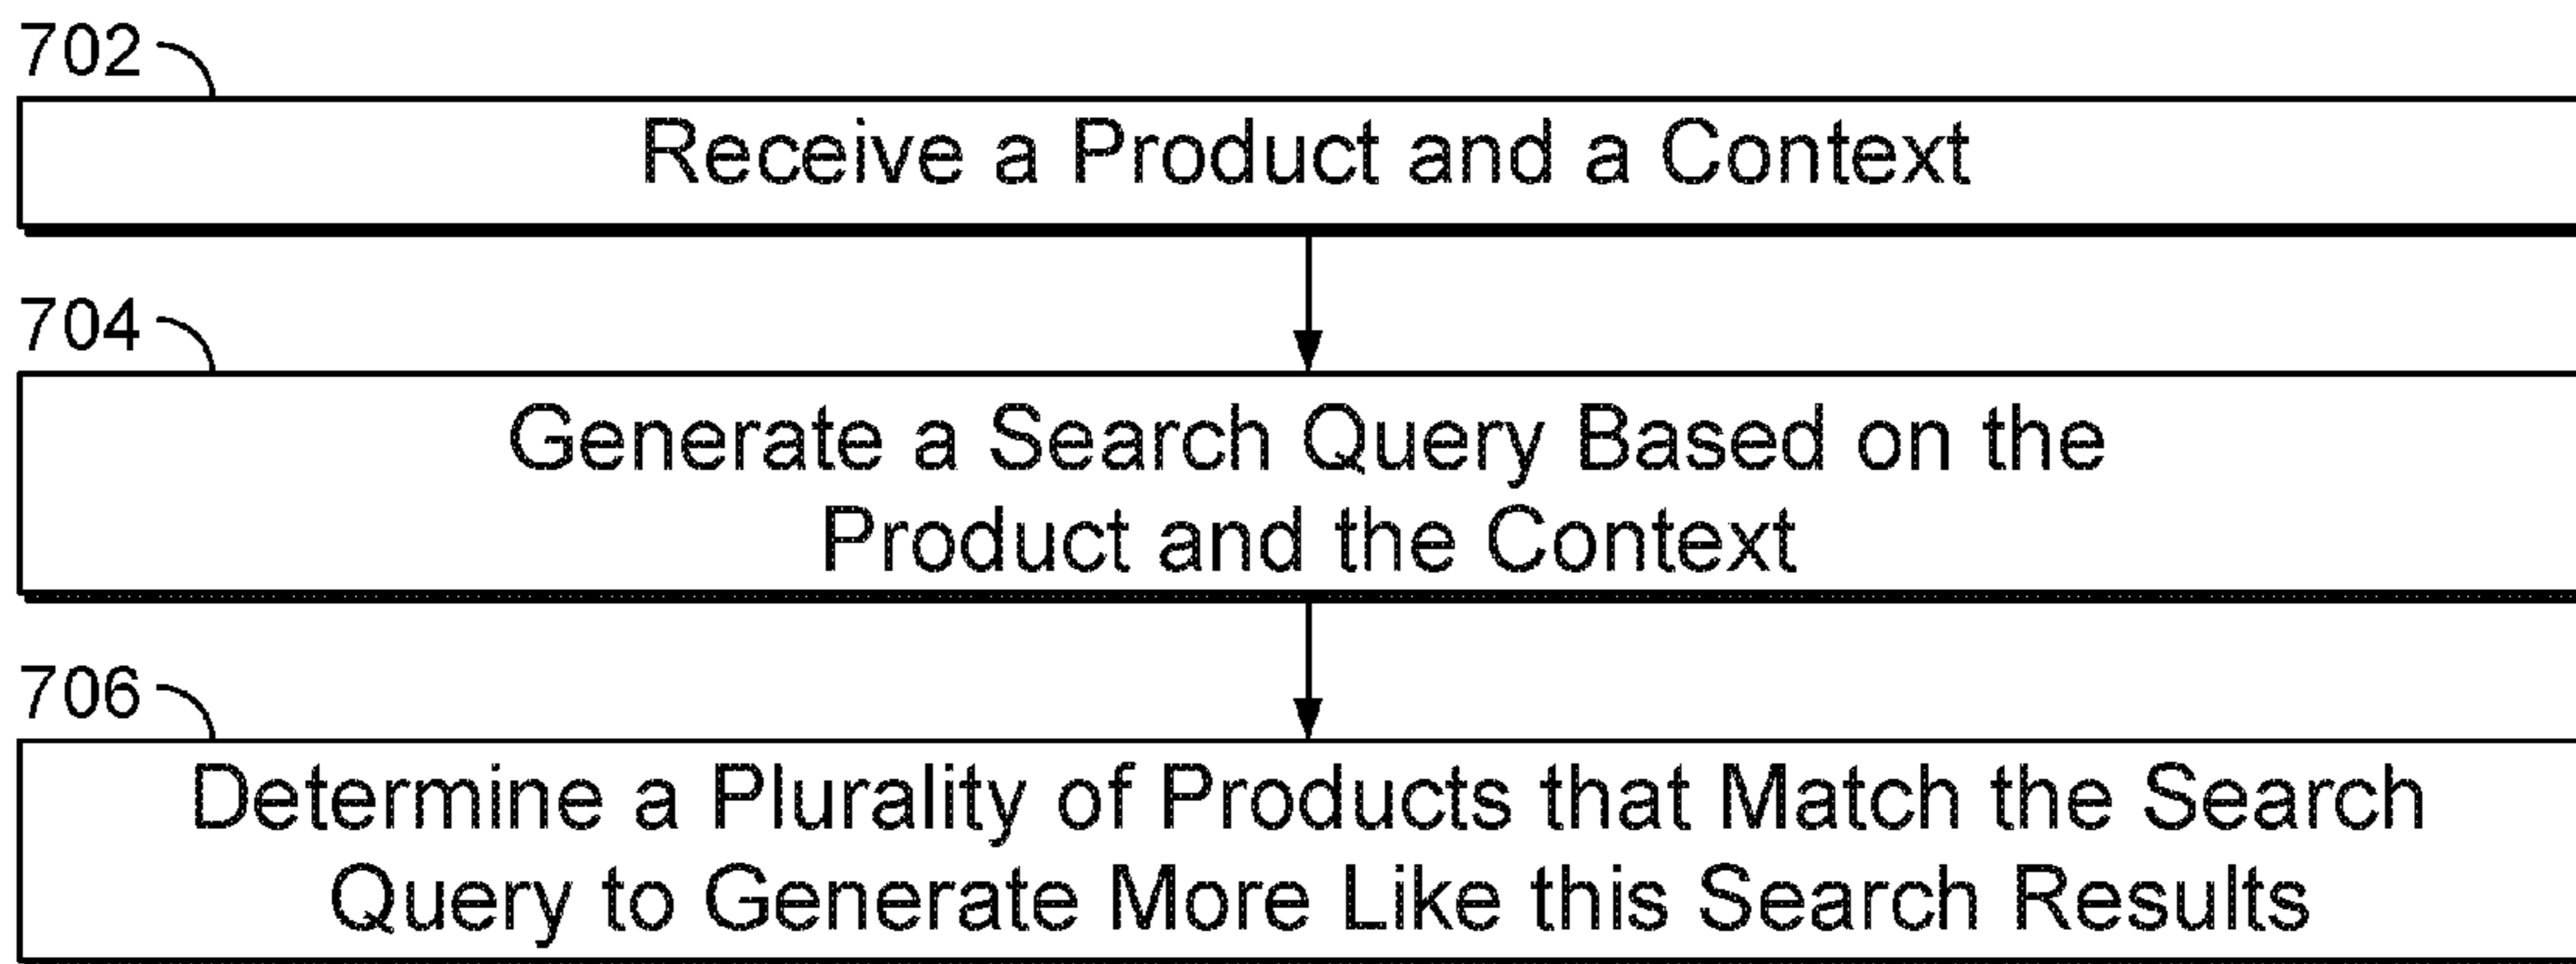 702
Receive a Product and a Context
704
Generate a Search Query Based on the
Product and the Context
706
Determine a Plurality of Products that Match the Search
Query to Generate More Like this Search Results